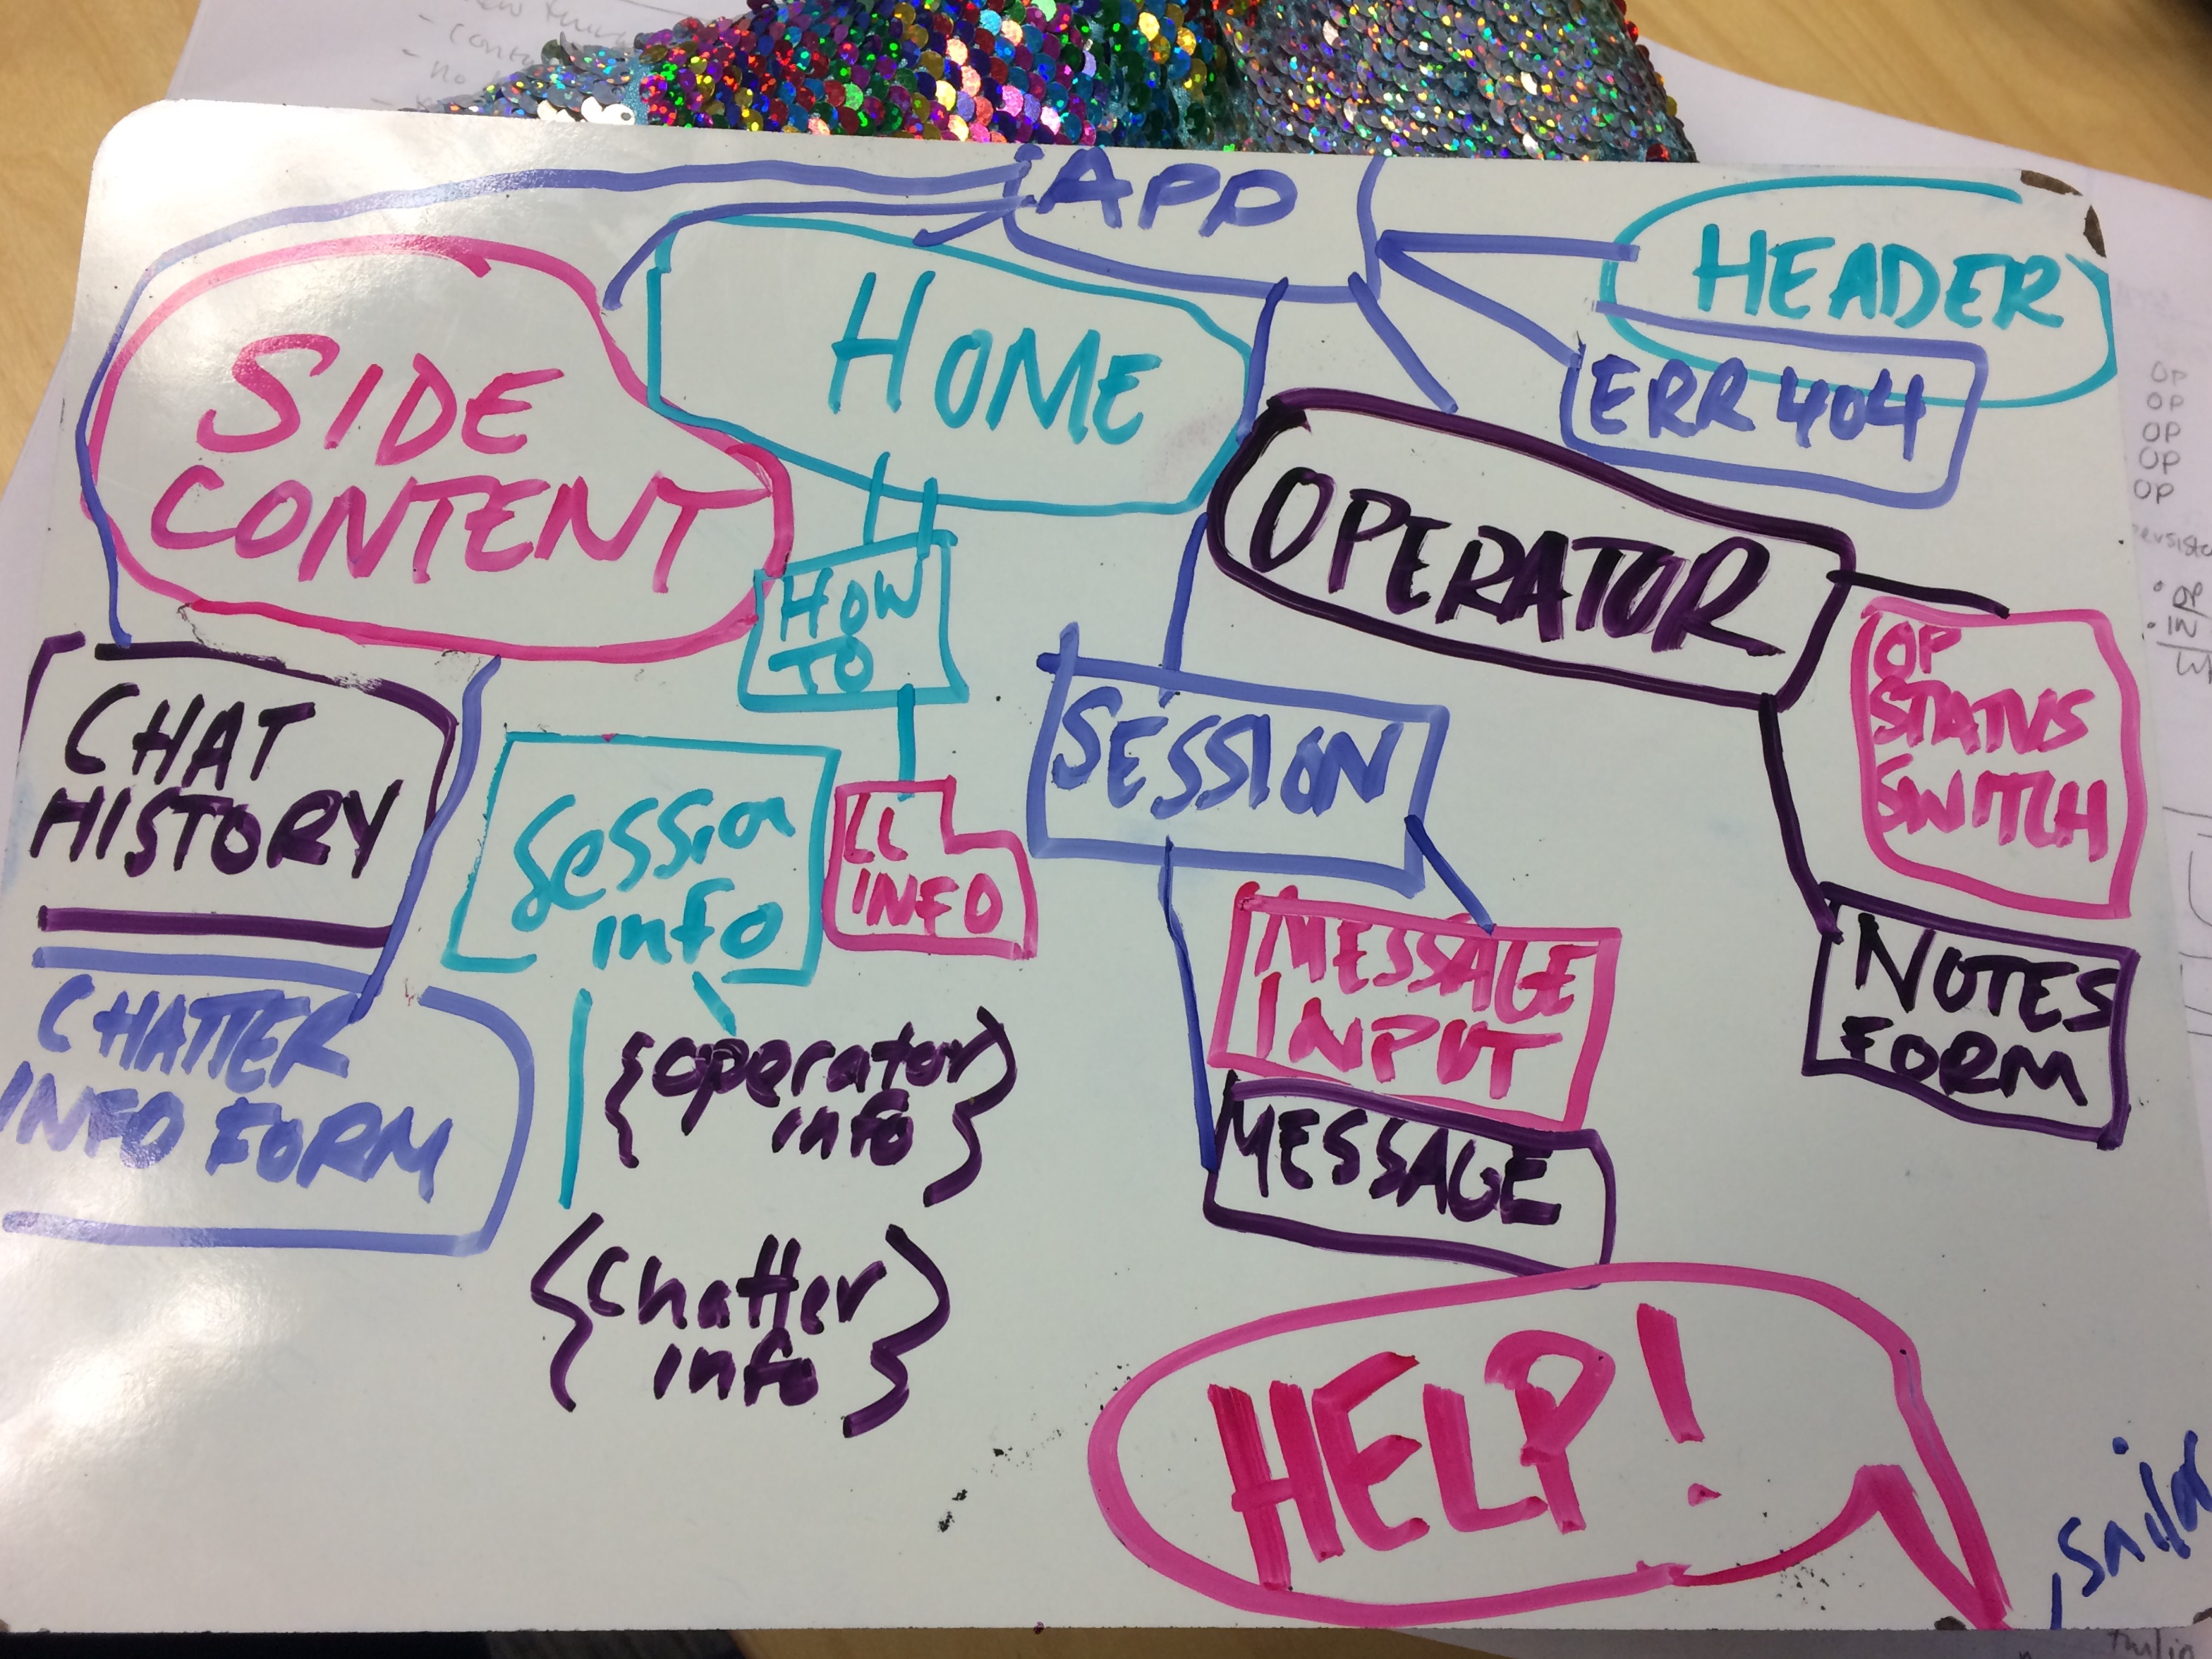 APP
HEADER
HOME
ERR 404
SIDE
CONTENT
OPERATOR
HOW
TO
OP
STATUS
SWITCH
CHAT
HISTORY
SESSION
Session
info
LL
INFO
MESSAGE
INPUT
NOTES
FORM
CHATTER
INFO FORM
{operator
info}
MESSAGE
{Chatter
info}
HELP!
OP
OP
OP
OP
OP